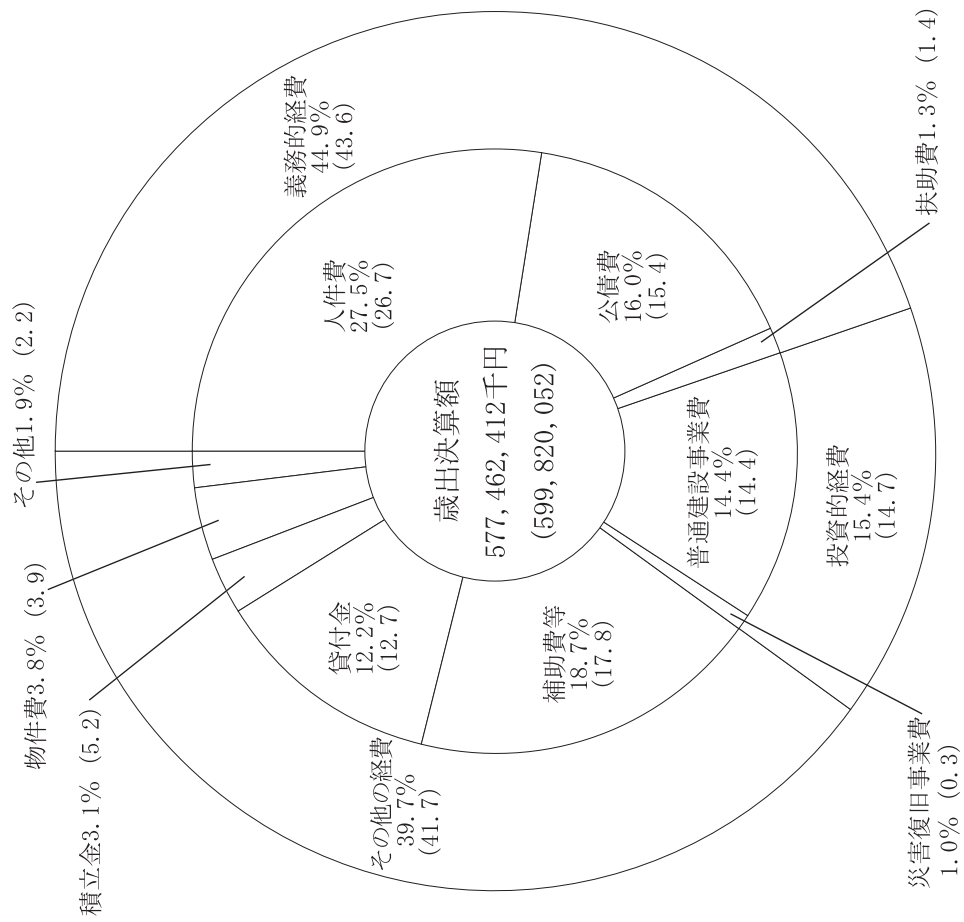 歳出決算額
577,462,412千円
(599,820,052)
義務的経費
44.9%
(43.6)
人件費
27.5%
(26.7)
公債費
16.0%
(15.4)
扶助費1.3% (1.4)
投資的経費
15.4%
(14.7)
普通建設事業費
14.4%
(14.4)
災害復旧事業費
1.0% (0.3)
その他の経費
39.7%
(41.7)
補助費等
18.7%
(17.8)
貸付金
12.2%
(12.7)
積立金3.1% (5.2)
物件費3.8% (3.9)
その他1.9% (2.2)